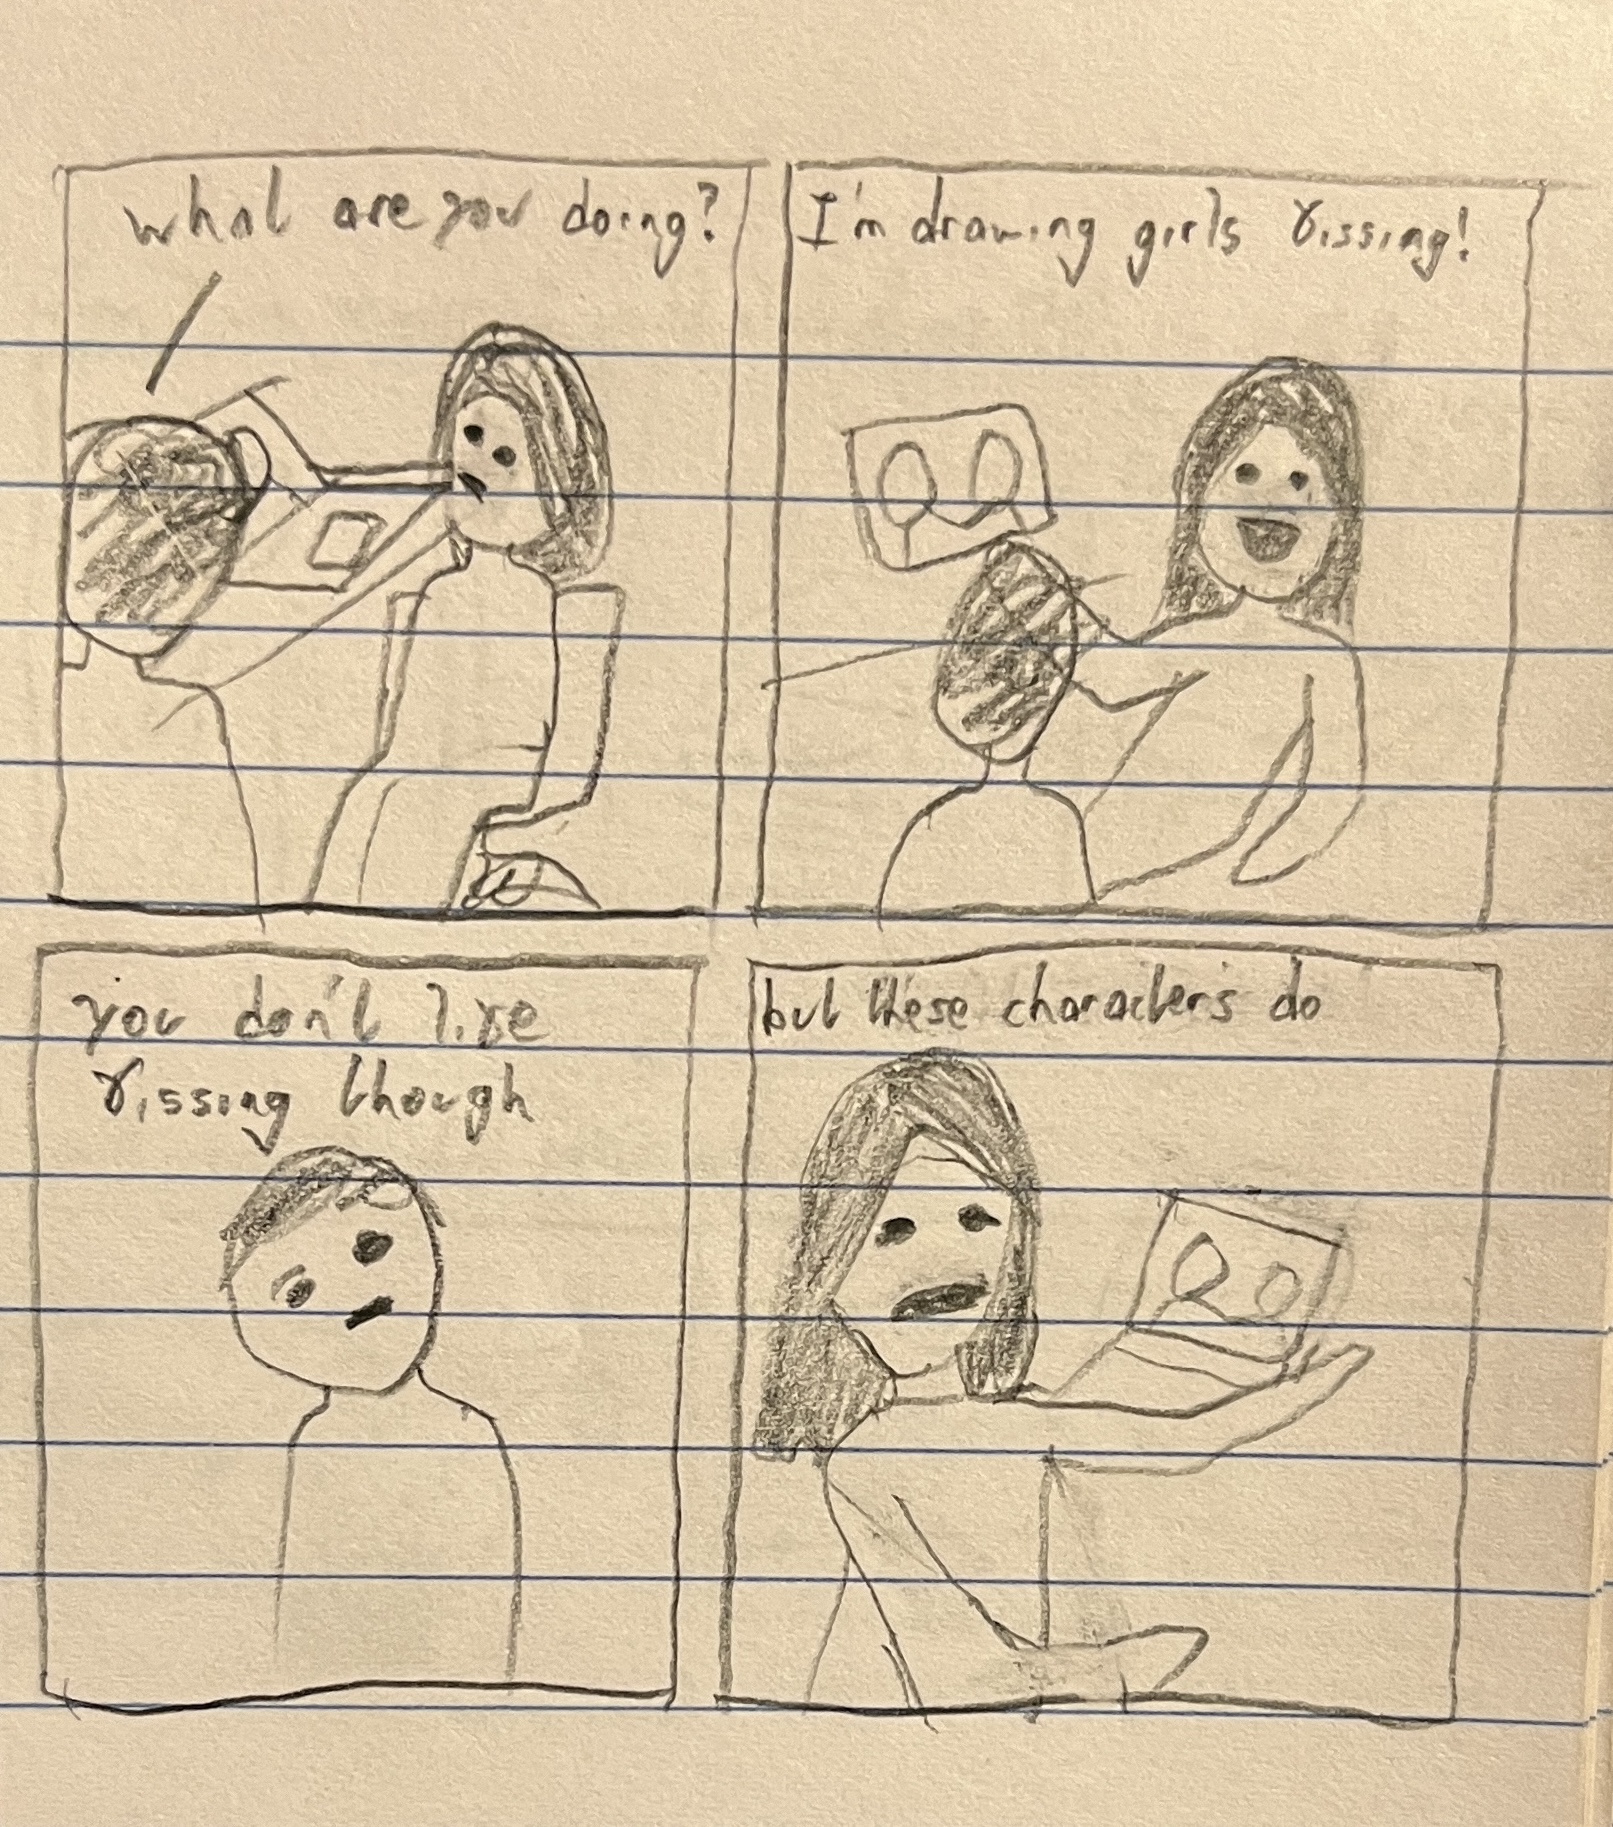 what are you doing?
I'm drawing girls kissing!
you don't like
kissing though
but these characters do